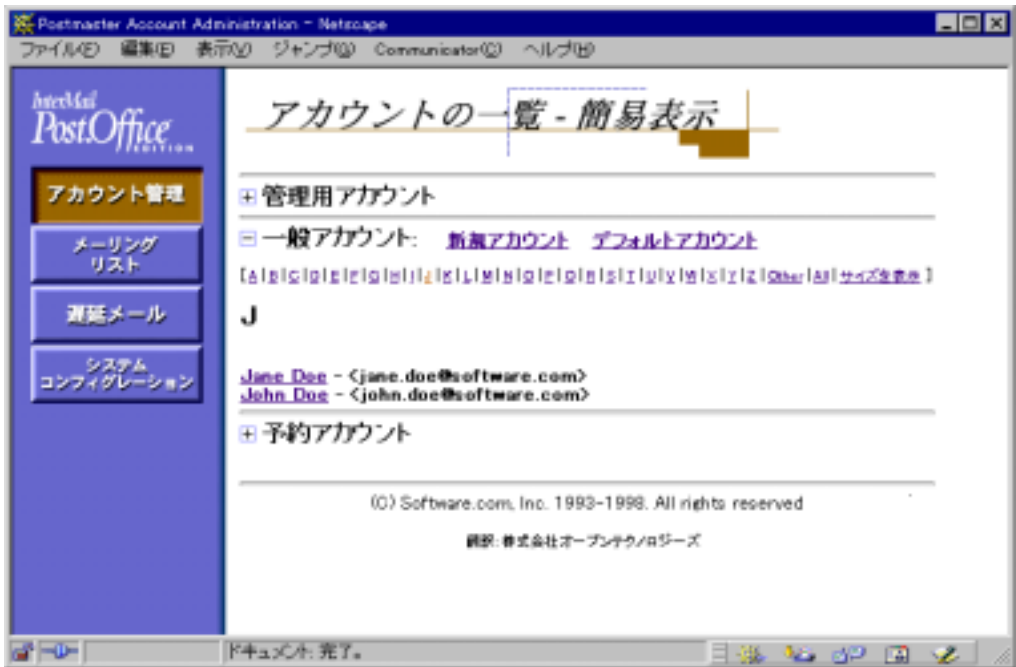 Postmaster Account Administration - Netscape
ファイル(F) 編集(E) 表示(V) ジャンプ(G) Communicator(C) ヘルプ(H)
InterMail
Post.Office
EDITION
アカウント管理
メーリング
リスト
遅延メール
システム
コンフィグレーション
アカウントの一覧 - 簡易表示
管理用アカウント
一般アカウント: 新規アカウント デフォルトアカウント
[A|B|C|D|E|F|G|H|I|J|K|L|M|N|O|P|Q|R|S|T|U|V|W|X|Y|Z|Other|All|サイズを表示 ]
J
Jane Doe - <jane.doe@software.com>
John Doe - <john.doe@software.com>
予約アカウント
(C) Software.com, Inc. 1993-1998. All rights reserved
翻訳: 株式会社オープンテクノロジーズ
ドキュメント: 完了。